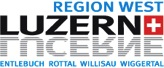 REGION WEST
LUZERN
ENTLEBUCH ROTTAL WILLISAU WIGGERTAL